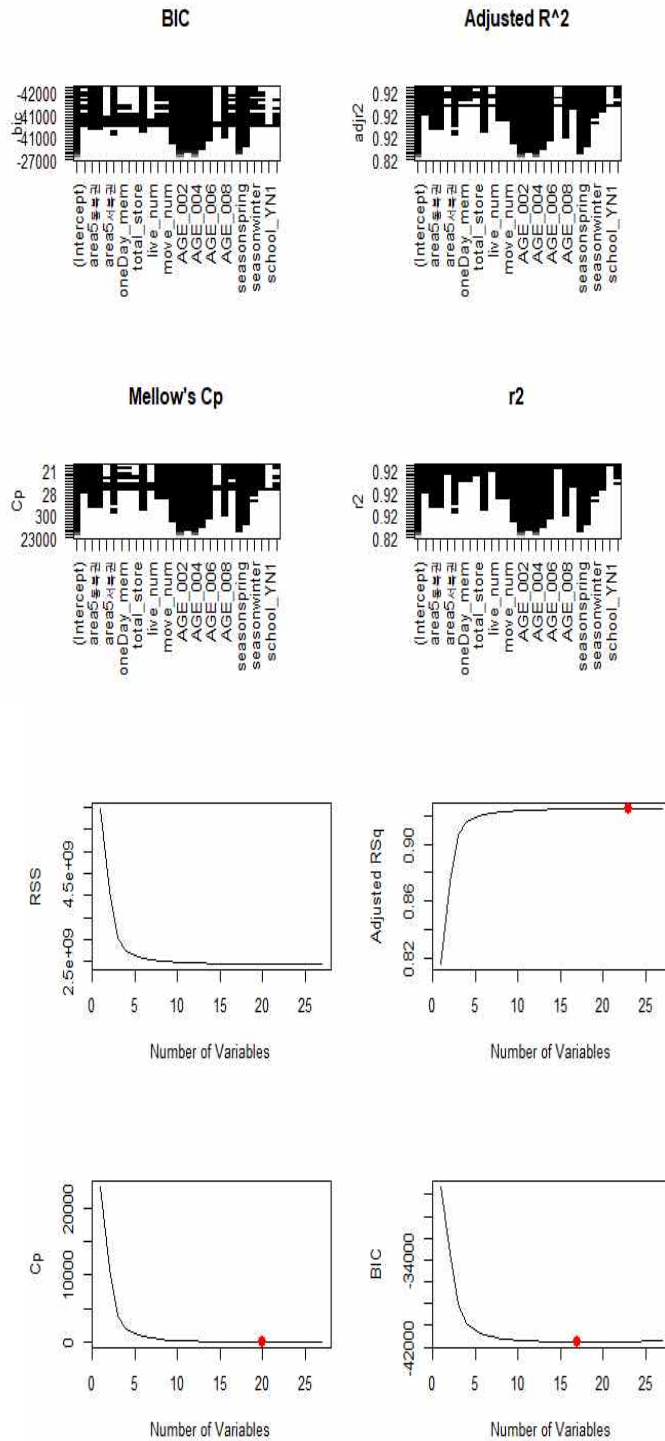 BIC
Adjusted R^2
bic
-42000
-41000
-41000
-27000
(Intercept)
area5동북권
area5서북권
oneDay_mem
total_store
live_num
move_num
AGE_002
AGE_004
AGE_006
AGE_008
seasonspring
seasonwinter
school_YN1
adjr2
0.92
0.92
0.92
0.82
(Intercept)
area5동북권
area5서북권
oneDay_mem
total_store
live_num
move_num
AGE_002
AGE_004
AGE_006
AGE_008
seasonspring
seasonwinter
school_YN1
Mellow's Cp
r2
Cp
21
26
300
23000
(Intercept)
area5동북권
area5서북권
oneDay_mem
total_store
live_num
move_num
AGE_002
AGE_004
AGE_006
AGE_008
seasonspring
seasonwinter
school_YN1
r2
0.92
0.92
0.92
0.82
(Intercept)
area5동북권
area5서북권
oneDay_mem
total_store
live_num
move_num
AGE_002
AGE_004
AGE_006
AGE_008
seasonspring
seasonwinter
school_YN1
RSS
4.5e+09
2.5e+09
0 5 10 15 20 25
Number of Variables
Adjusted RSq
0.90
0.86
0.82
0 5 10 15 20 25
Number of Variables
Cp
20000
10000
0
0 5 10 15 20 25
Number of Variables
BIC
-34000
-42000
0 5 10 15 20 25
Number of Variables